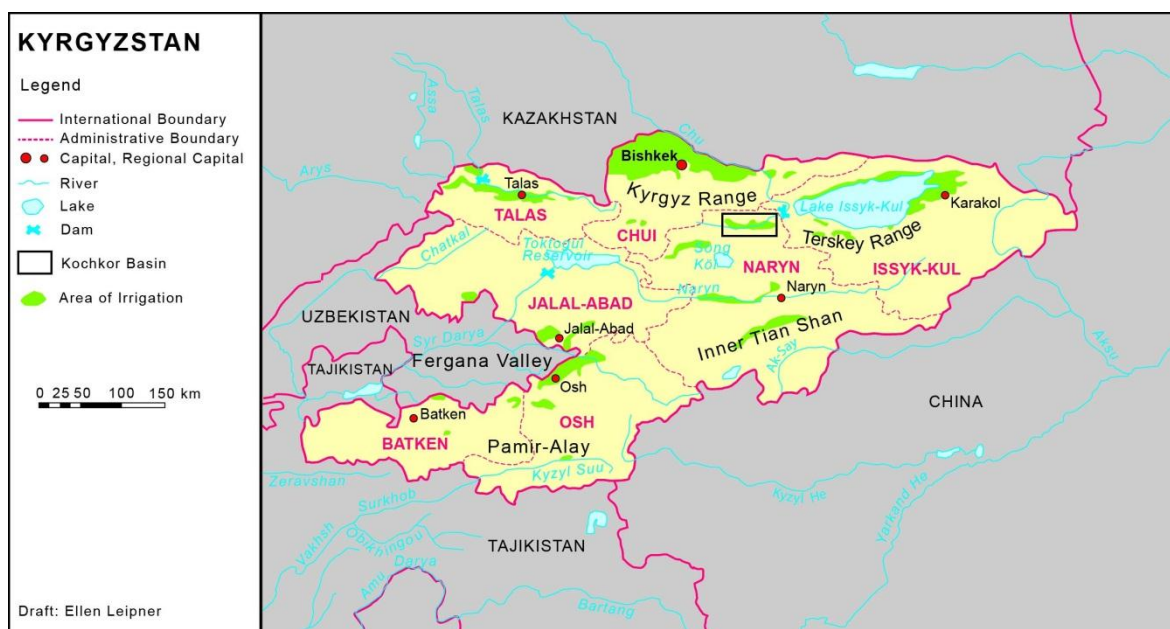 KYRGYZSTAN
Legend
International Boundary
Administrative Boundary
Capital, Regional Capital
River
Lake
Dam
Kochkor Basin
Area of Irrigation
0 25 50 100 150 km
Draft: Ellen Leipner
Assa
Talas
KAZAKHSTAN
Chu
Arys
Bishkek
Talas
TALAS
Kyrgyz Range
Lake Issyk-Kul
Karakol
CHUI
Terskey Range
Chatkal
Toktogul
Reservoir
Song
Köl
NARYN
ISSYK-KUL
Naryn
Naryn
JALAL-ABAD
UZBEKISTAN
Syr Darya
Jalal-Abad
Inner Tian Shan
Ak-Say
Aksu
TAJIKISTAN
Fergana Valley
Osh
CHINA
Batken
OSH
BATKEN
Pamir-Alay
Kyzyl Suu
Zeravshan
Surkhob
Kyzyl He
Yarkand He
Vakhsh
Obikhingou
TAJIKISTAN
Amu Darya
Bartang